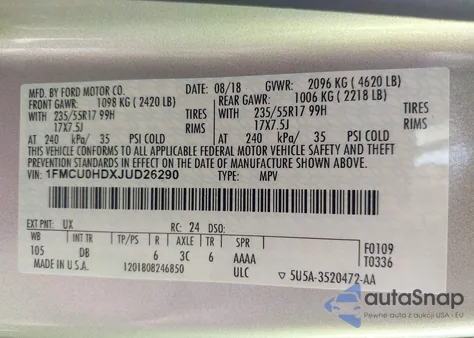 MFD. BY FORD MOTOR CO. 08/18 GVWR: 2096 KG (4620 LB)
FRONT GAWR: 1098 KG (2420 LB) REAR GAWR: 1006 KG (2218 LB)
WITH 235/55R17 99H TIRES WITH 235/55R17 99H TIRES
17X7.5J RIMS 17X7.5J RIMS
AT 240 kPa/ 35 PSI COLD AT 240 kPa/ 35 PSI COLD
THIS VEHICLE CONFORMS TO ALL APPLICABLE FEDERAL MOTOR VEHICLE SAFETY AND THEFT
PREVENTION STANDARDS IN EFFECT ON THE DATE OF MANUFACTURE SHOWN ABOVE.
VIN: 1FMCU0HDXJUD26290 TYPE: MPV
EXT PNT: UX RC: 24 DSO:
WB INT TR TP/PS R AXLE TR SPR F0109
105 DB 6 3C 6 AAAA T0336
MADE IN U.S.A. 1201808246850 ULC ▽ 5U5A-3520472-AA
autoSnap
Pewne auta z aukcji USA - EU